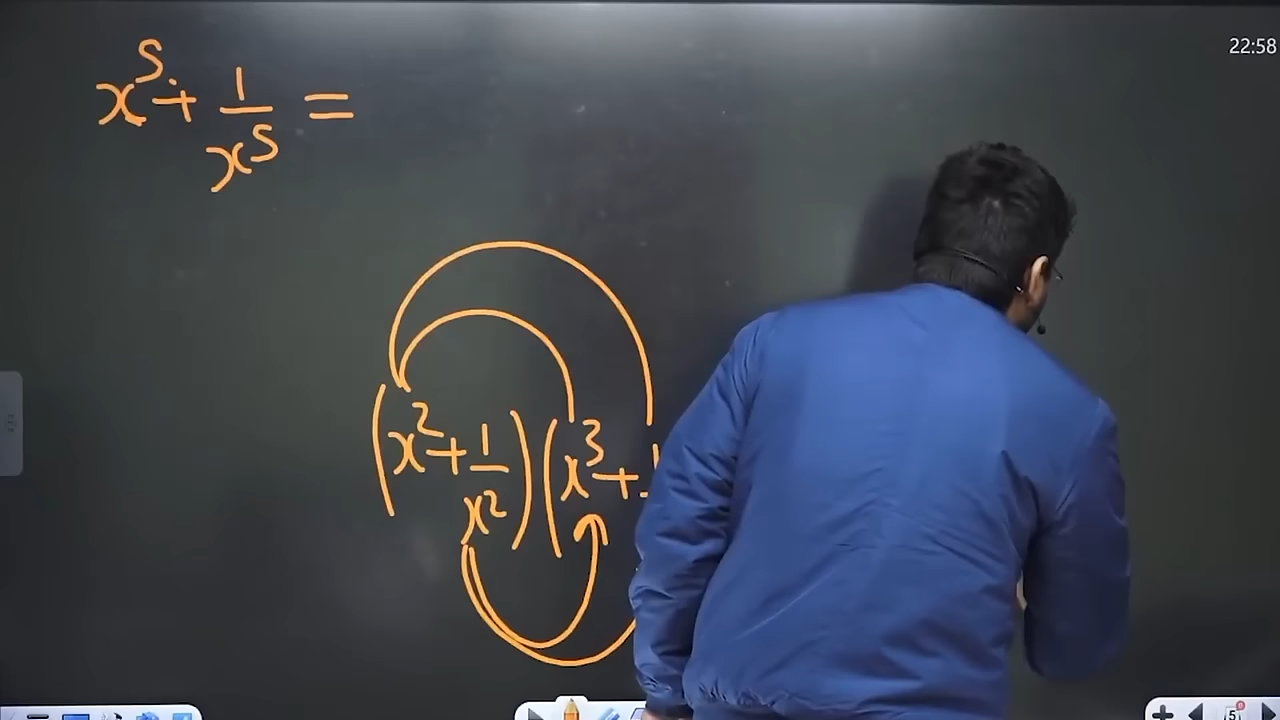 22:58
x⁵ + 1/x⁵ =
(x² + 1/x²)(x³ +